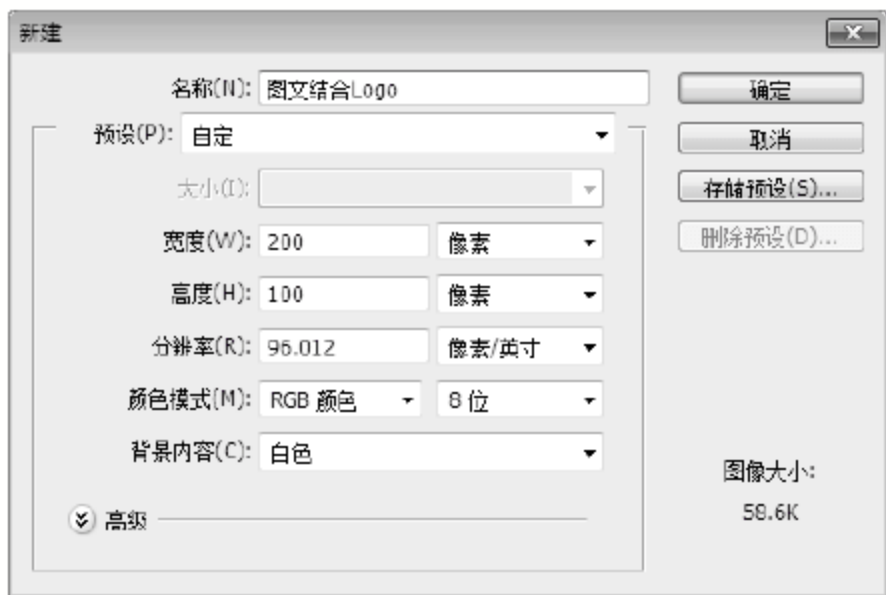 新建
名称(N): 图文结合Logo 确定
预设(P): 自定 取消
大小(I): 存储预设(S)...
宽度(W): 200 像素 删除预设(D)...
高度(H): 100 像素
分辨率(R): 96.012 像素/英寸
颜色模式(M): RGB 颜色 8 位
背景内容(C): 白色 图像大小:
高级 58.6K